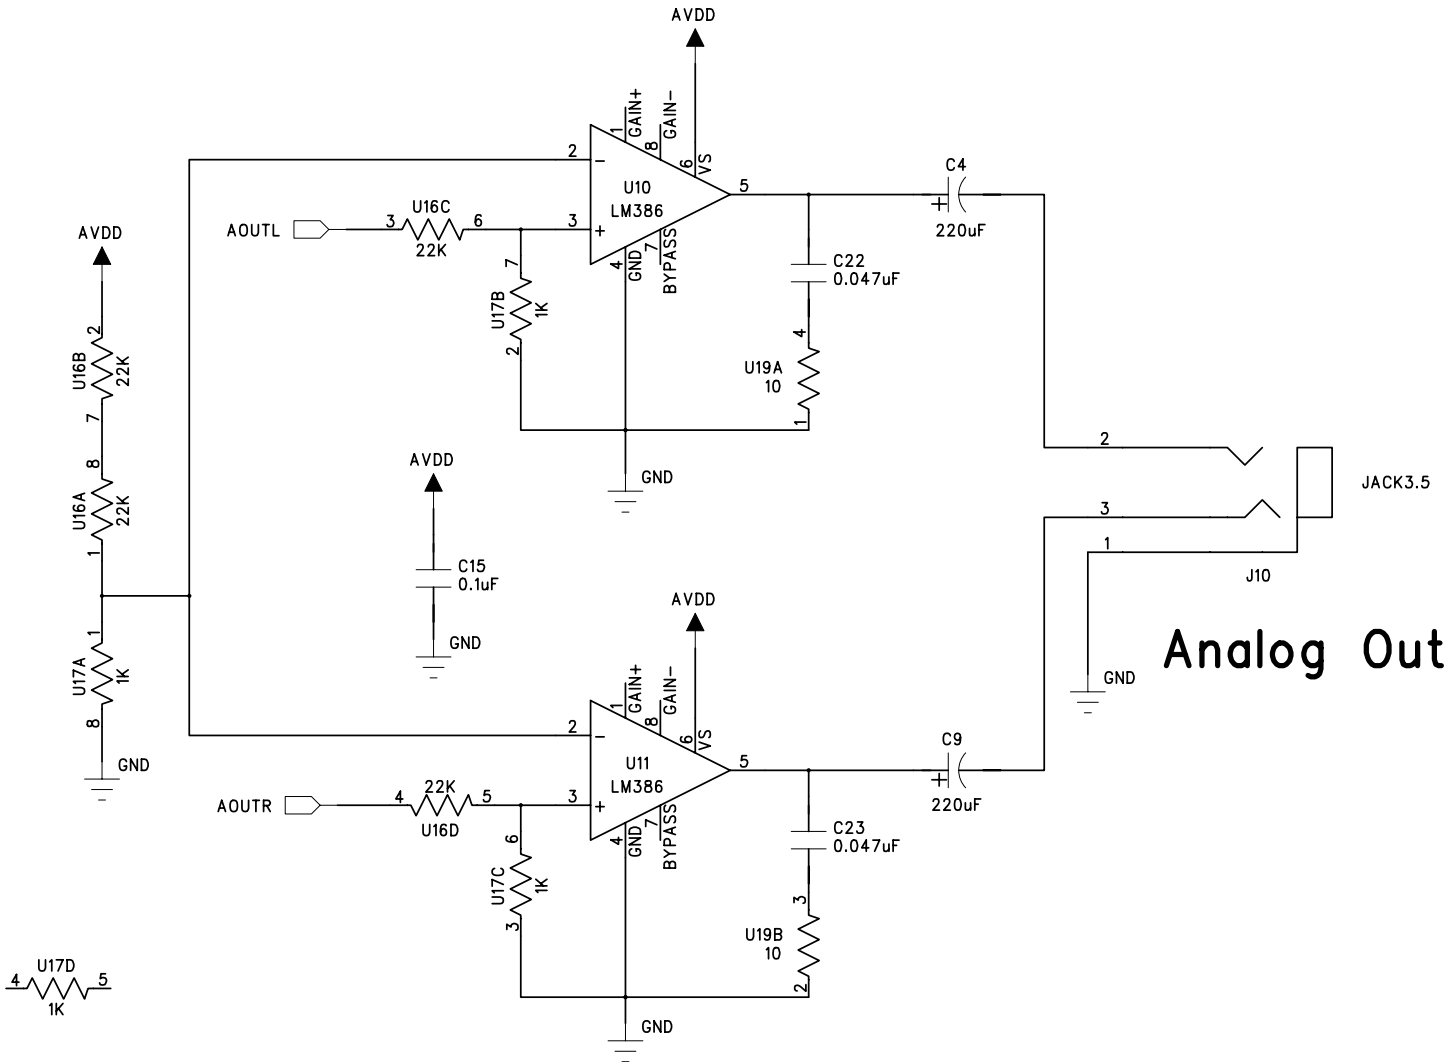 AVDD
GAIN+
GAIN-
1
8
6
VS
2
−
U10
LM386
5
C4
+
220uF
U16C
3
6
22K
AOUTL
3
+
4
GND
7
BYPASS
7
U17B
1K
2
C22
0.047uF
4
U19A
10
1
GND
AVDD
2
U16B
22K
7
8
U16A
22K
1
1
U17A
1K
8
GND
AVDD
C15
0.1uF
GND
2
3
1
JACK3.5
J10
GND
Analog Out
AVDD
GAIN+
GAIN-
1
8
6
VS
2
−
U11
LM386
5
C9
+
220uF
AOUTR
22K
4
5
U16D
3
+
4
GND
7
BYPASS
6
U17C
1K
3
C23
0.047uF
3
U19B
10
2
GND
U17D
4
5
1K